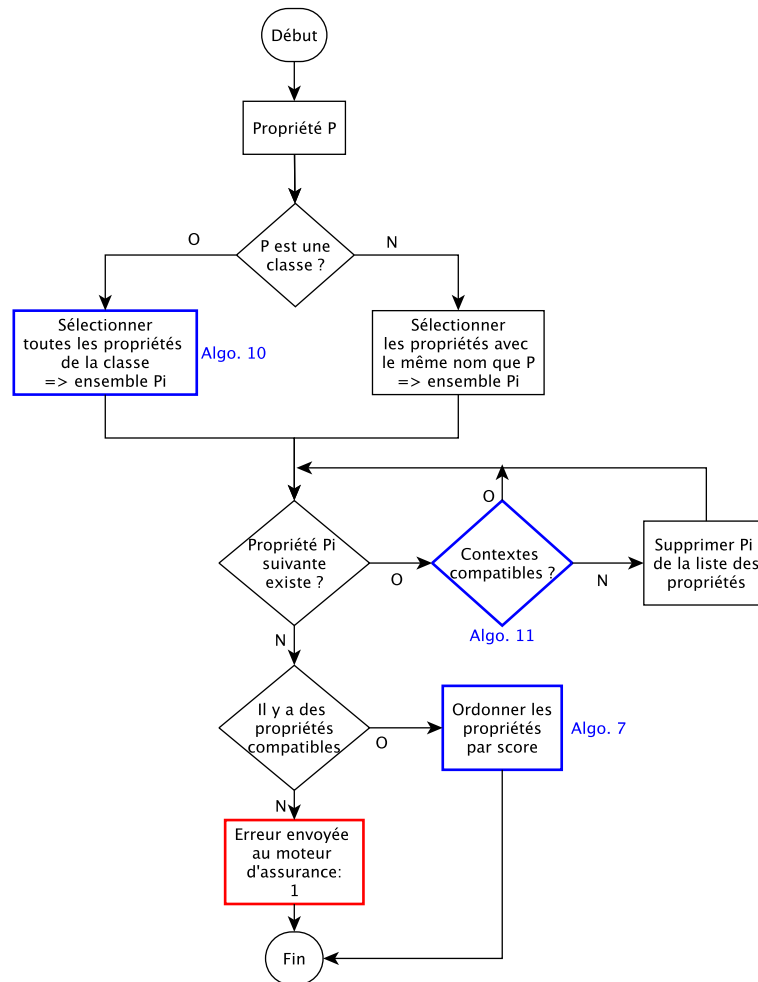 Début
Propriété P
P est une
classe ?
O
N
Sélectionner
toutes les propriétés
de la classe
=> ensemble Pi
Algo. 10
Sélectionner
les propriétés avec
le même nom que P
=> ensemble Pi
Propriété Pi
suivante
existe ?
O
N
Contextes
compatibles ?
O
N
Algo. 11
Supprimer Pi
de la liste des
propriétés
Il y a des
propriétés
compatibles
O
N
Ordonner les
propriétés
par score
Algo. 7
Erreur envoyée
au moteur
d'assurance:
1
Fin